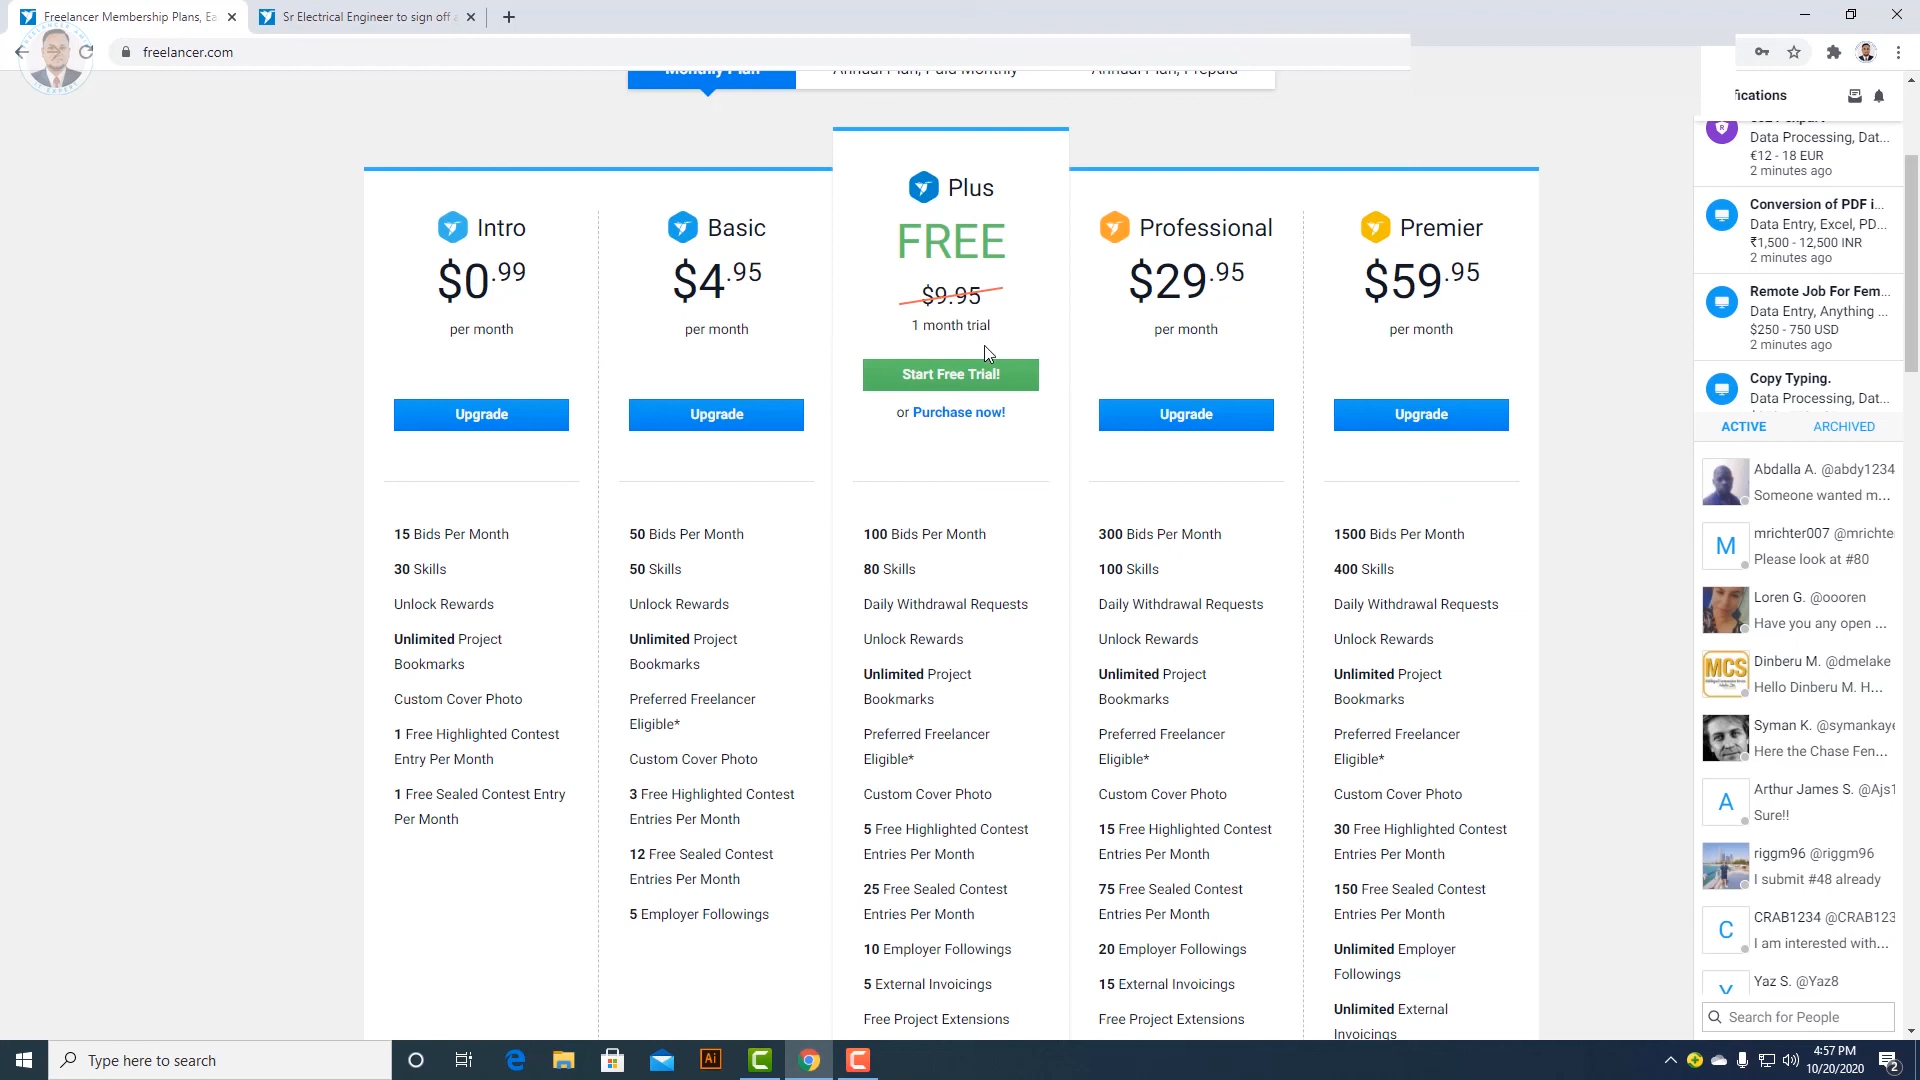 Freelancer Membership Plans, Ea
Sr Electrical Engineer to sign off a
freelancer.com
Monthly Plan
Annual Plan, Paid Monthly
Annual Plan, Prepaid
Intro
$0.99
per month
Upgrade
15 Bids Per Month
30 Skills
Unlock Rewards
Unlimited Project
Bookmarks
Custom Cover Photo
1 Free Highlighted Contest
Entry Per Month
1 Free Sealed Contest Entry
Per Month
Basic
$4.95
per month
Upgrade
50 Bids Per Month
50 Skills
Unlock Rewards
Unlimited Project
Bookmarks
Preferred Freelancer
Eligible*
Custom Cover Photo
3 Free Highlighted Contest
Entries Per Month
12 Free Sealed Contest
Entries Per Month
5 Employer Followings
Plus
FREE
$9.95
1 month trial
Start Free Trial!
or Purchase now!
100 Bids Per Month
80 Skills
Daily Withdrawal Requests
Unlock Rewards
Unlimited Project
Bookmarks
Preferred Freelancer
Eligible*
Custom Cover Photo
5 Free Highlighted Contest
Entries Per Month
25 Free Sealed Contest
Entries Per Month
10 Employer Followings
5 External Invoicings
Free Project Extensions
Professional
$29.95
per month
Upgrade
300 Bids Per Month
100 Skills
Daily Withdrawal Requests
Unlock Rewards
Unlimited Project
Bookmarks
Preferred Freelancer
Eligible*
Custom Cover Photo
15 Free Highlighted Contest
Entries Per Month
75 Free Sealed Contest
Entries Per Month
20 Employer Followings
15 External Invoicings
Free Project Extensions
Premier
$59.95
per month
Upgrade
1500 Bids Per Month
400 Skills
Daily Withdrawal Requests
Unlock Rewards
Unlimited Project
Bookmarks
Preferred Freelancer
Eligible*
Custom Cover Photo
30 Free Highlighted Contest
Entries Per Month
150 Free Sealed Contest
Entries Per Month
Unlimited Employer
Followings
Unlimited External
Invoicings
fications
Data Processing, Dat...
€12 - 18 EUR
2 minutes ago
Conversion of PDF i...
Data Entry, Excel, PD...
₹1,500 - 12,500 INR
2 minutes ago
Remote Job For Fem...
Data Entry, Anything ...
$250 - 750 USD
2 minutes ago
Copy Typing.
Data Processing, Dat...
ACTIVE
ARCHIVED
Abdalla A. @abdy1234
Someone wanted m...
M
mrichter007 @mrichte
Please look at #80
Loren G. @oooren
Have you any open ...
MCS
Dinberu M. @dmelake
Hello Dinberu M. H...
Syman K. @symankaye
Here the Chase Fen...
A
Arthur James S. @Ajs1
Sure!!
riggm96 @riggm96
I submit #48 already
C
CRAB1234 @CRAB123
I am interested with...
Y
Yaz S. @Yaz8
Search for People
Type here to search
Ai
4:57 PM
10/20/2020
2